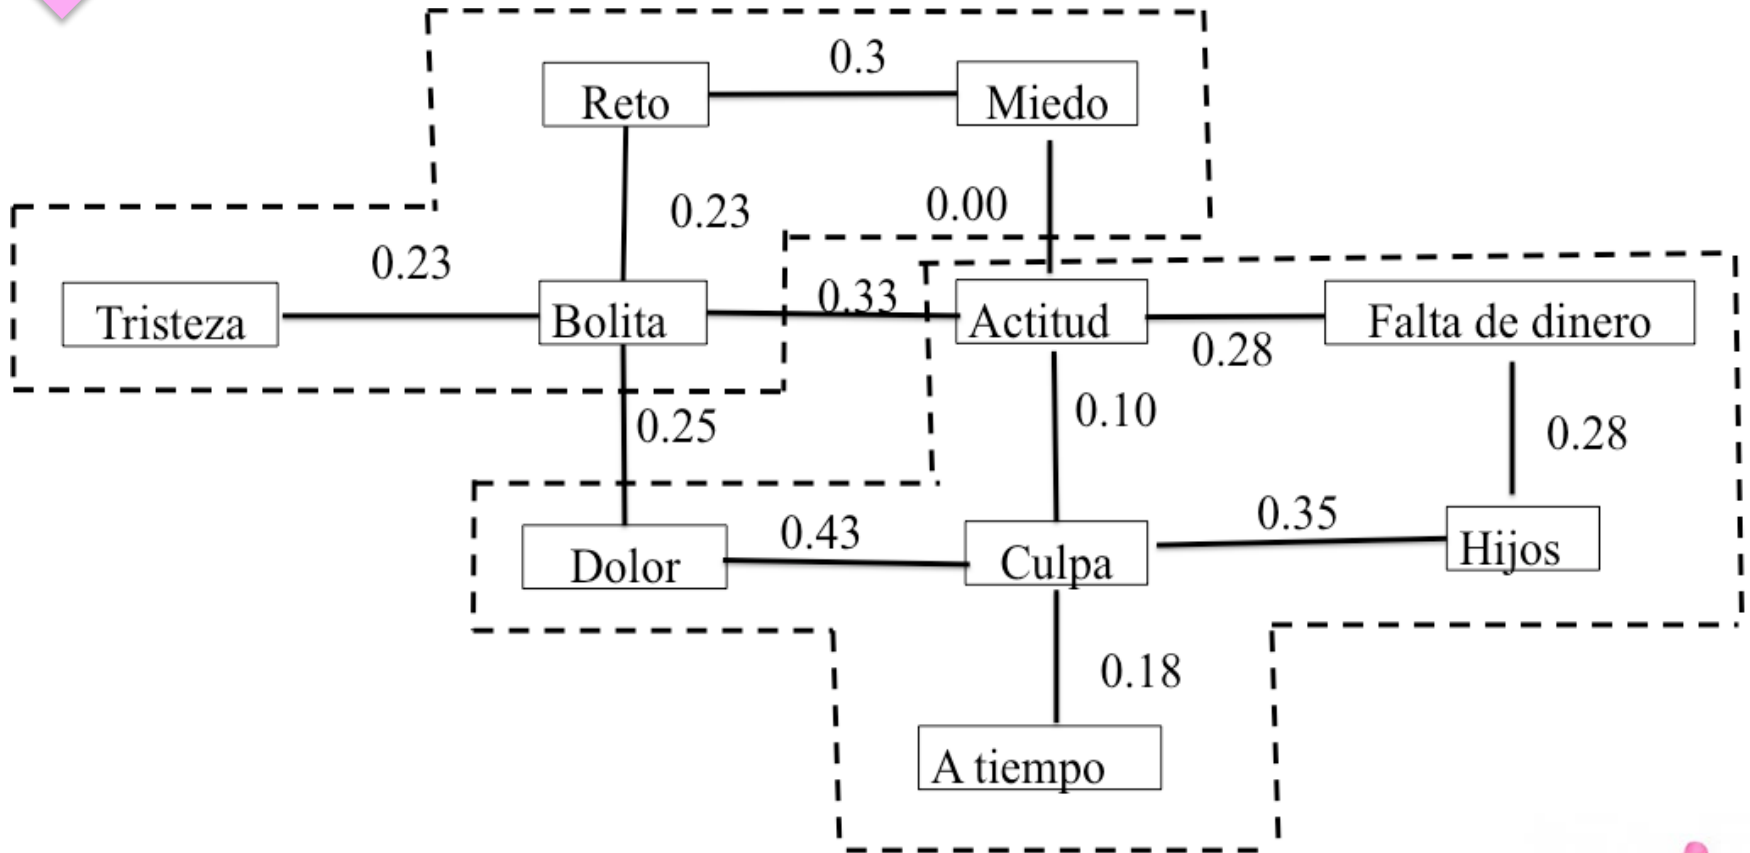 0.3
Reto
Miedo
0.23
0.00
0.23
Tristeza
Bolita
0.33
Actitud
0.28
Falta de dinero
0.25
0.10
0.28
Dolor
0.43
Culpa
0.35
Hijos
0.18
A tiempo